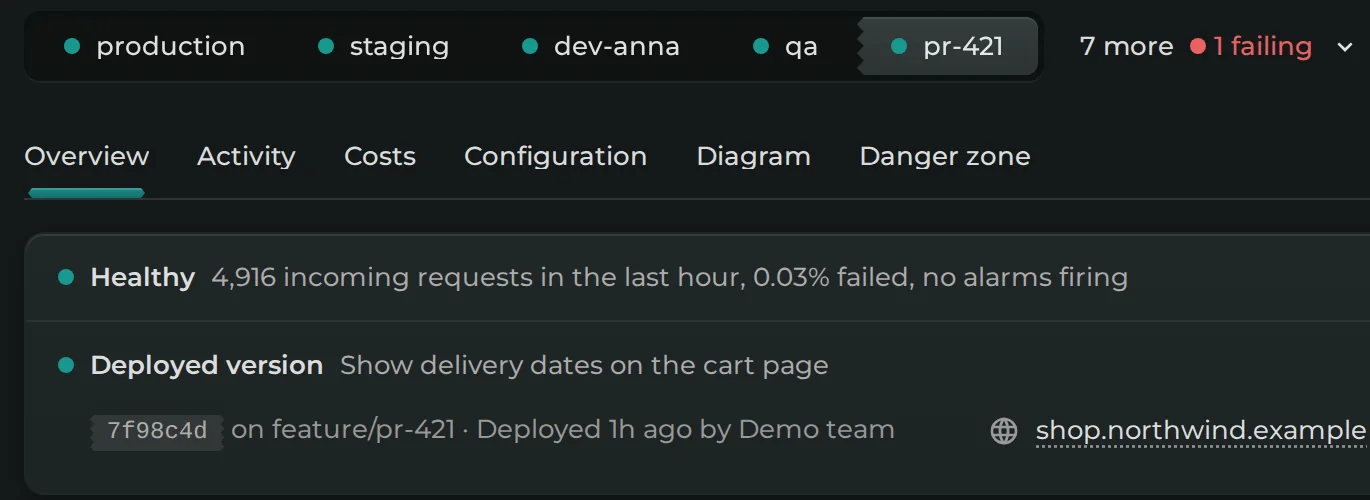 production staging dev-anna qa pr-421 7 more 1 failing
Overview Activity Costs Configuration Diagram Danger zone
Healthy 4,916 incoming requests in the last hour, 0.03% failed, no alarms firing
Deployed version Show delivery dates on the cart page
7f98c4d on feature/pr-421 · Deployed 1h ago by Demo team shop.northwind.example